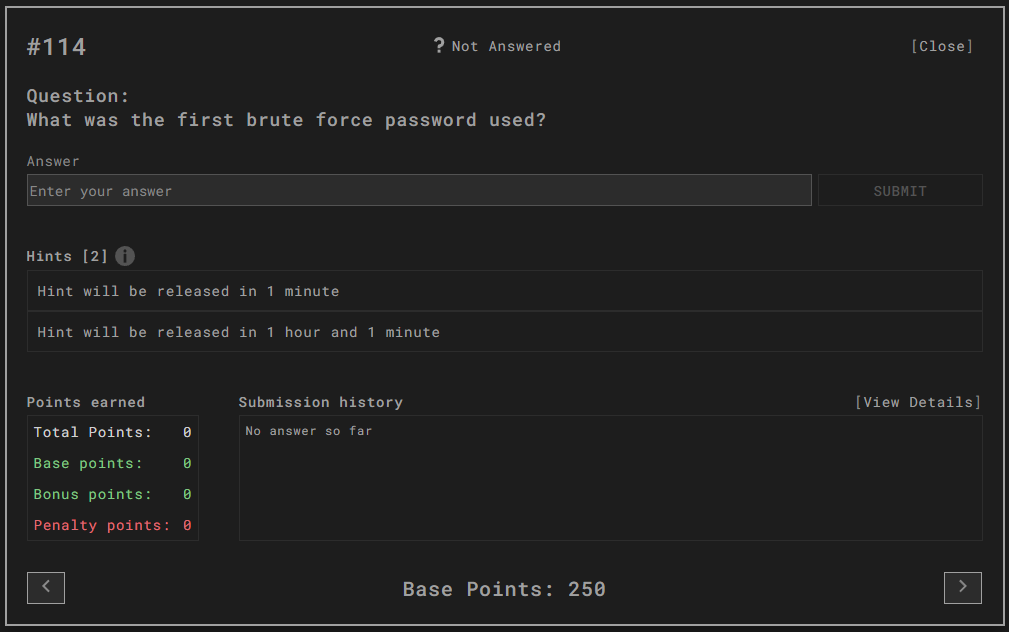 #114
? Not Answered
[Close]
Question:
What was the first brute force password used?
Answer
Enter your answer
SUBMIT
Hints [2] i
Hint will be released in 1 minute
Hint will be released in 1 hour and 1 minute
Points earned
Total Points: 0
Base points: 0
Bonus points: 0
Penalty points: 0
Submission history
[View Details]
No answer so far
<
Base Points: 250
>